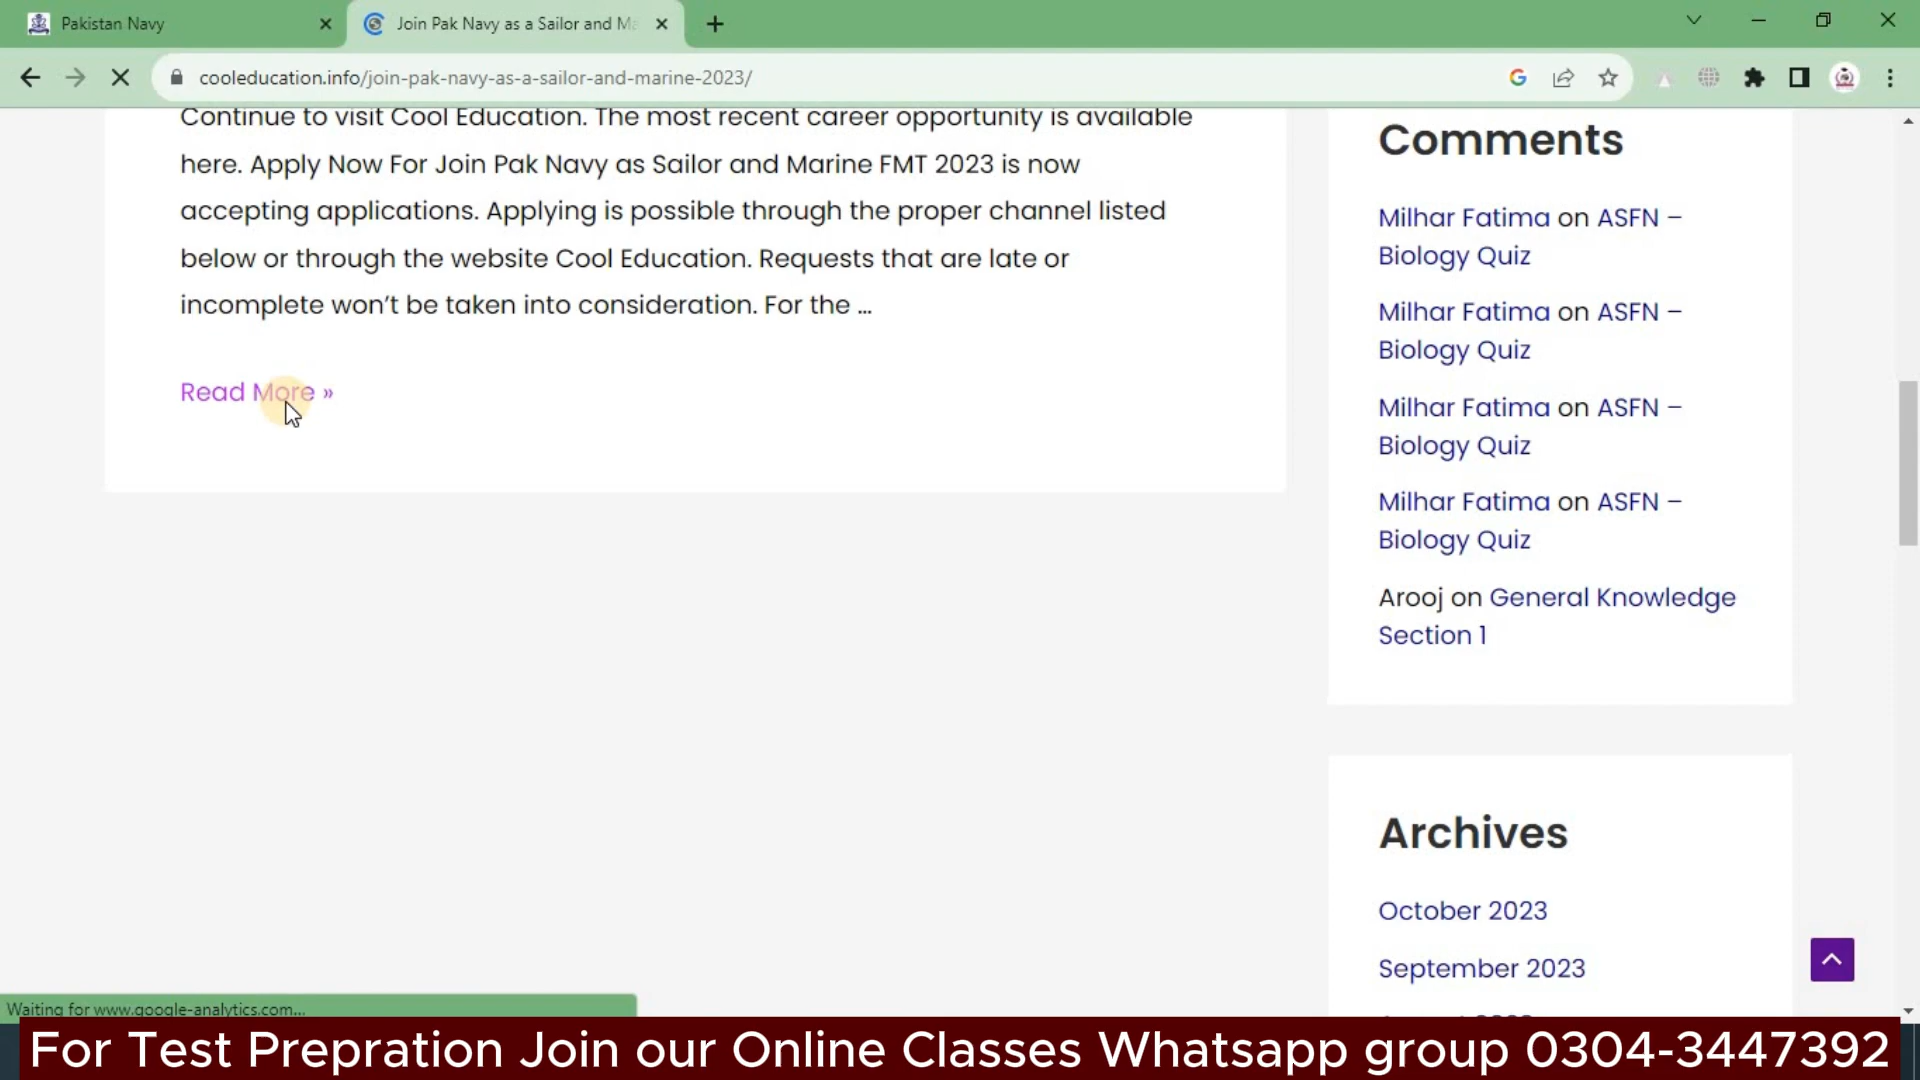 Pakistan Navy
Join Pak Navy as a Sailor and Ma
cooleducation.info/join-pak-navy-as-a-sailor-and-marine-2023/
Continue to visit Cool Education. The most recent career opportunity is available
here. Apply Now For Join Pak Navy as Sailor and Marine FMT 2023 is now
accepting applications. Applying is possible through the proper channel listed
below or through the website Cool Education. Requests that are late or
incomplete won't be taken into consideration. For the …
Read More »
Comments
Milhar Fatima on ASFN –
Biology Quiz
Milhar Fatima on ASFN –
Biology Quiz
Milhar Fatima on ASFN –
Biology Quiz
Milhar Fatima on ASFN –
Biology Quiz
Arooj on General Knowledge
Section 1
Archives
October 2023
September 2023
Waiting for www.google-analytics.com...
For Test Prepration Join our Online Classes Whatsapp group 0304-3447392